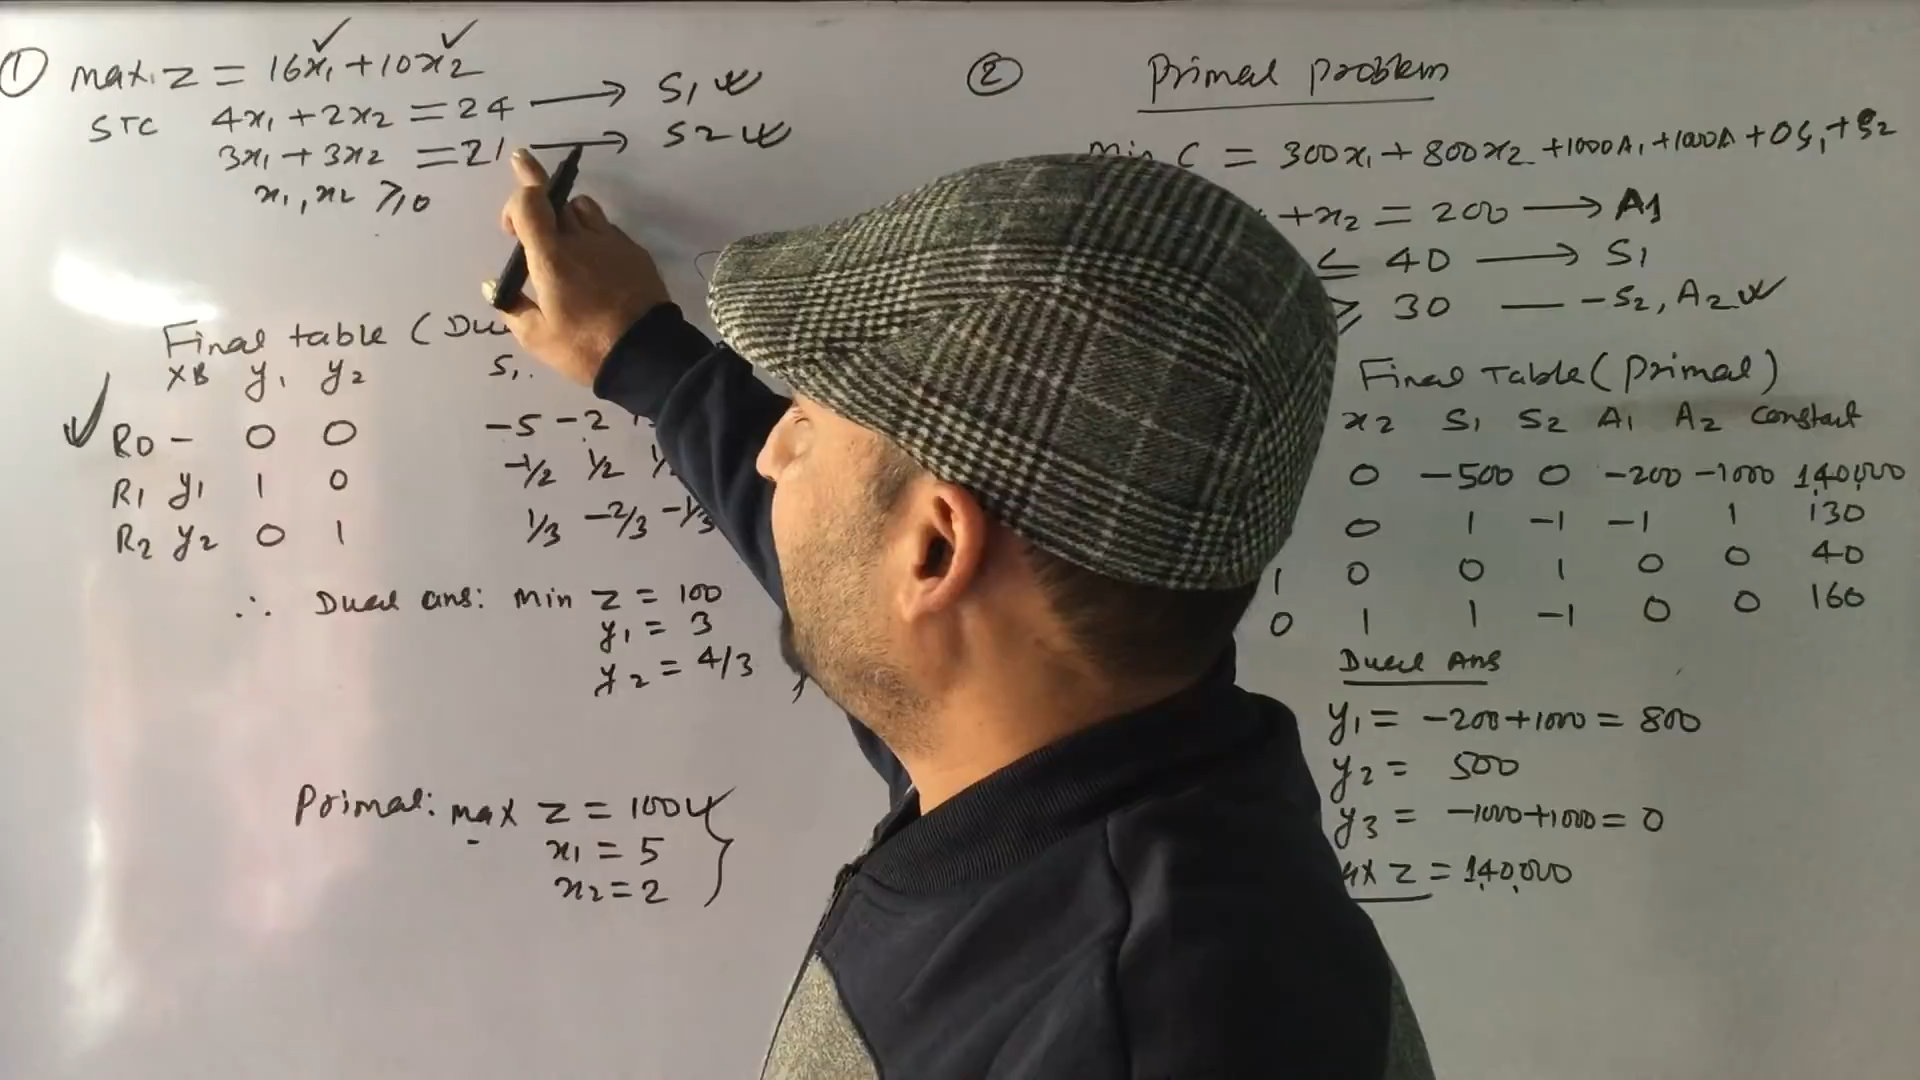 ① max. Z = 16x₁ + 10x₂
STC 4x₁ + 2x₂ = 24 → S₁
3x₁ + 3x₂ = 21 → S2
x₁, x₂ ⩾ 0
Final table (Du
XB y₁ y₂ S₁
R0 - 0 0 -5 -2
R₁ y₁ 1 0 -1/2 1/2
R₂ y₂ 0 1 1/3 -2/3 -1/3
∴ Dual ans: Min Z = 100
y₁ = 3
y₂ = 4/3
Primal: max Z = 100
x₁ = 5
x₂ = 2
② Primal problem
Min C = 300x₁ + 800x₂ + 1000A₁ + 1000A + 0S₁ + S₂
+ x₂ = 200 → A1
≤ 40 → S₁
⩾ 30 — -S₂, A₂
Final Table (Primal)
x₂ S₁ S₂ A₁ A₂ constant
0 -500 0 -200 -1000 1,40,000
0 1 -1 -1 1 130
1 0 0 1 0 0 40
0 1 1 -1 0 0 160
Dual Ans
y₁ = -200 + 1000 = 800
y₂ = 500
y₃ = -1000 + 1000 = 0
Z = 1,40,000